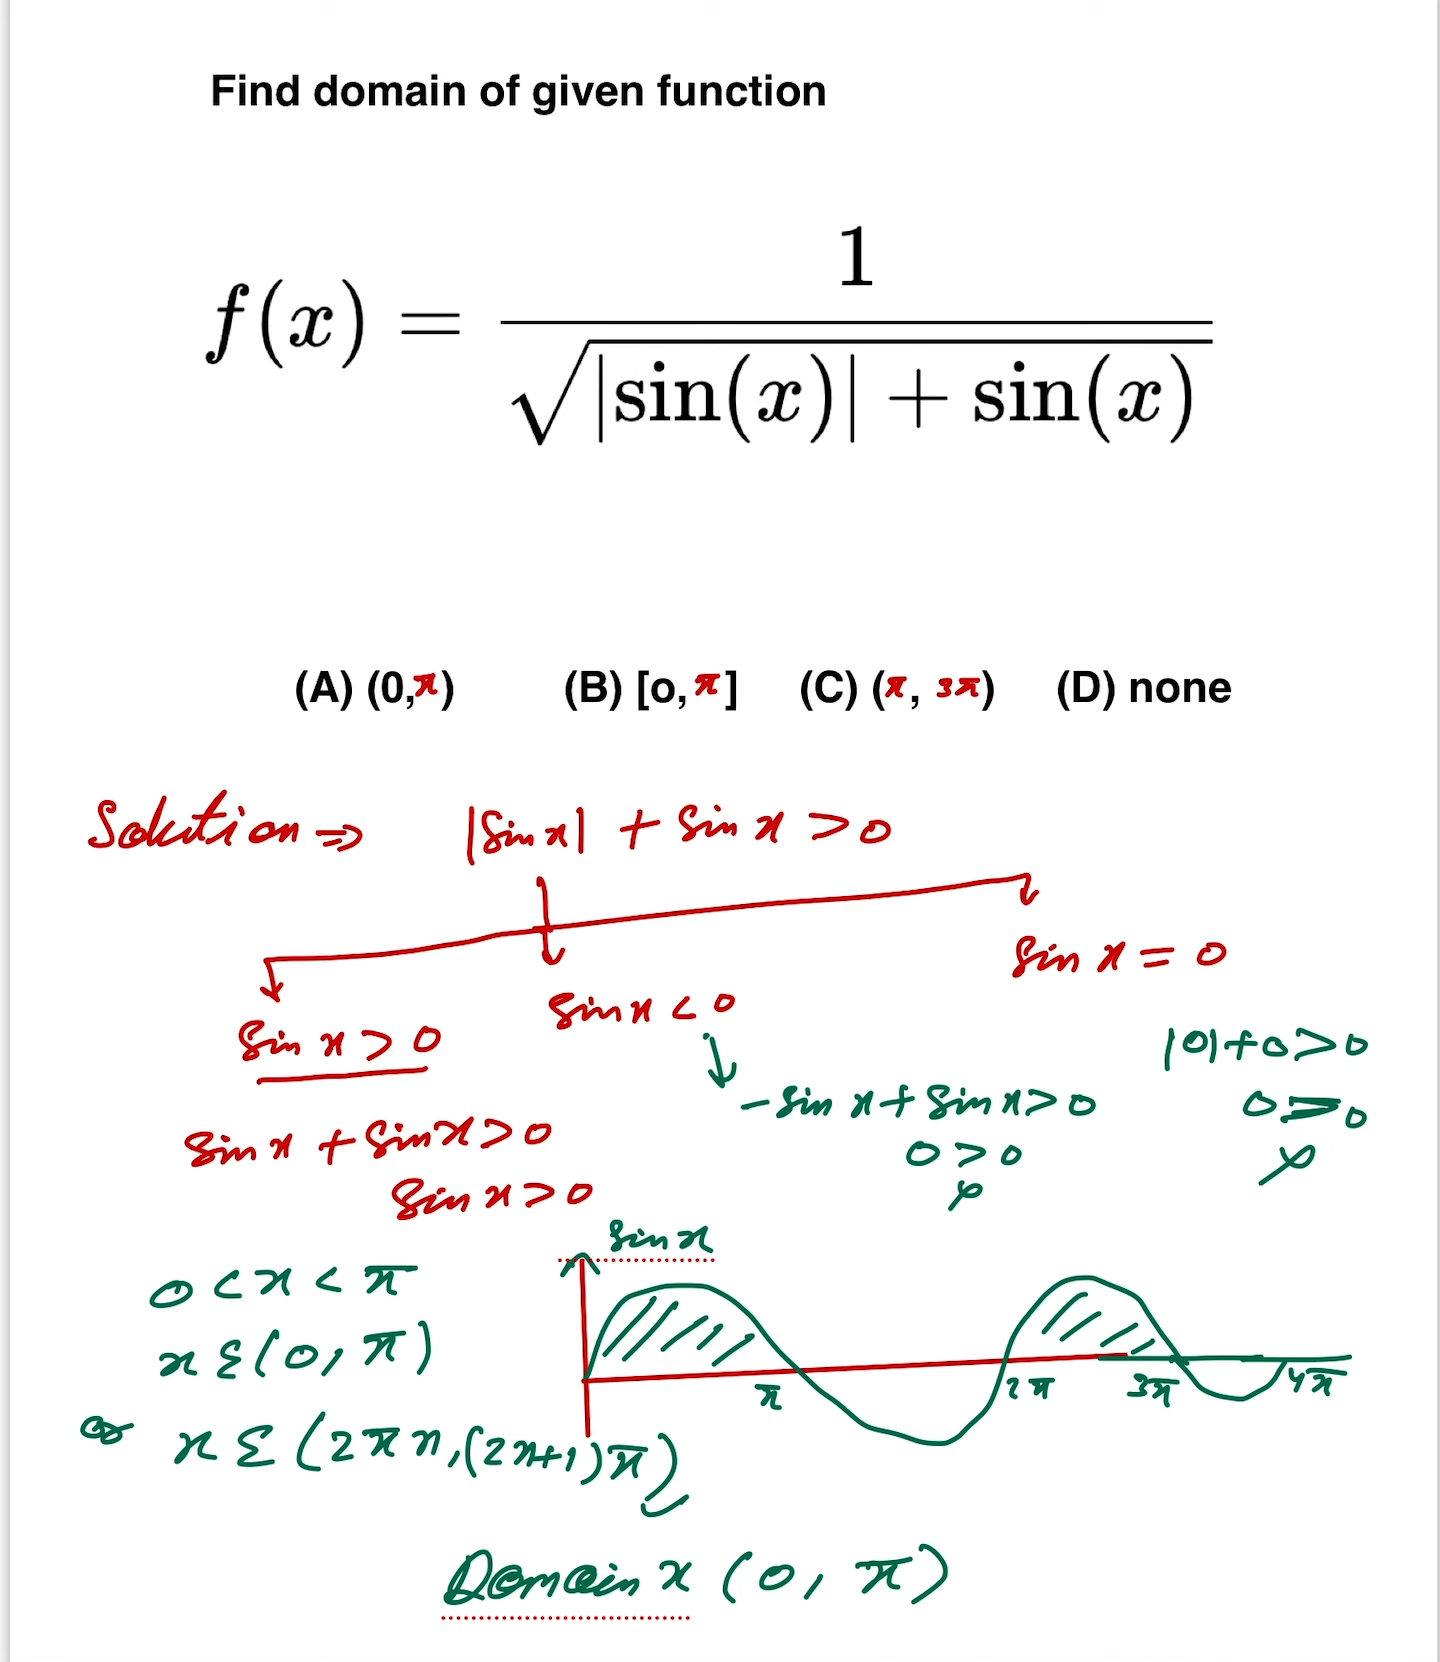 Find domain of given function
f(x) = 1 / √(|sin(x)| + sin(x))
(A) (0,π) (B) [o, π] (C) (π, 3π) (D) none
Solution ⇒ |Sin x| + Sin x > 0
Sin x = 0
Sin x < 0
Sin x > 0
|0|+0>0
-Sin x + Sin x > 0
0 > 0
Sin x + Sin x > 0
0 > 0
φ
Sin x > 0
φ
Sin x
0 < x < π
x ε (0, π)
π 2π 3π 4π
or x ε (2πn, (2n+1)π)
Domain x (0, π)